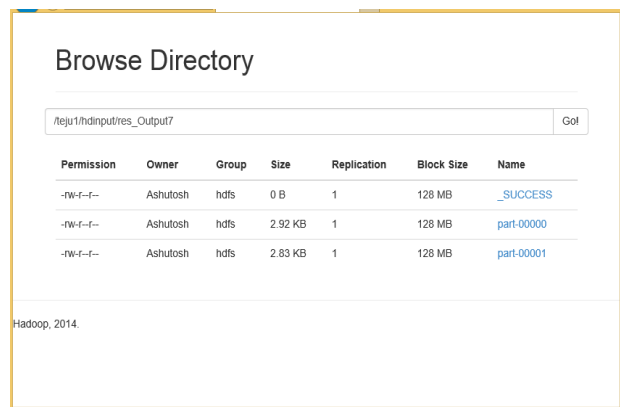 Browse Directory
/teju1/hdinput/res_Output7 Go!
Permission Owner Group Size Replication Block Size Name
-rw-r--r-- Ashutosh hdfs 0 B 1 128 MB _SUCCESS
-rw-r--r-- Ashutosh hdfs 2.92 KB 1 128 MB part-00000
-rw-r--r-- Ashutosh hdfs 2.83 KB 1 128 MB part-00001
Hadoop, 2014.